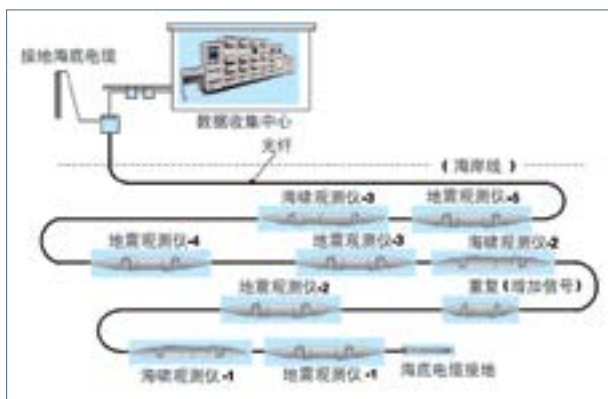 接地海底电缆
数据收集中心
光纤
(海岸线)
海啸观测仪-3
地震观测仪-5
地震观测仪-4
地震观测仪-3
海啸观测仪-2
地震观测仪-2
重复(增加信号)
海啸观测仪-1
地震观测仪-1
海底电缆接地